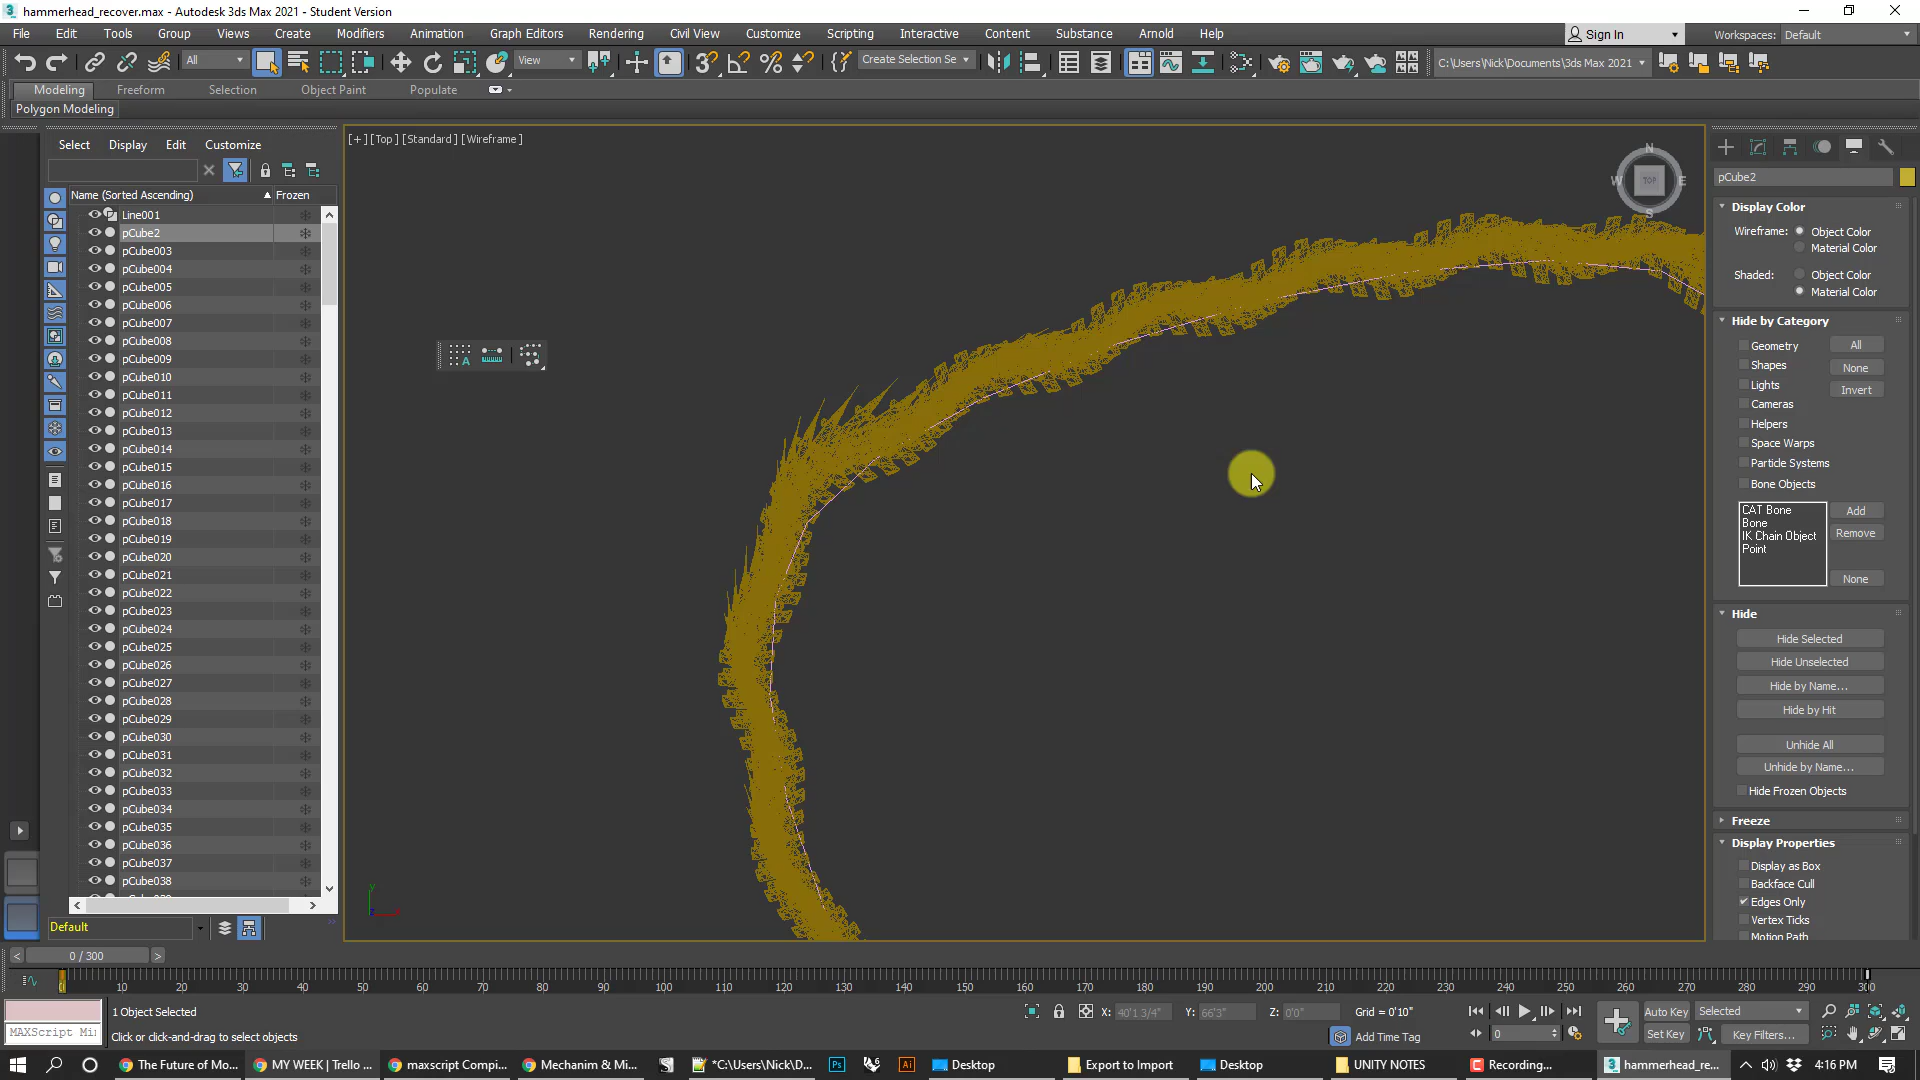 hammerhead_recover.max - Autodesk 3ds Max 2021 - Student Version
File Edit Tools Group Views Create Modifiers Animation Graph Editors Rendering Civil View Customize Scripting Interactive Content Substance Arnold Help
Sign In
Workspaces: Default
All
View
Create Selection Se
C:\Users\Nick\Documents\3ds Max 2021
Modeling Freeform Selection Object Paint Populate
Polygon Modeling
Select Display Edit Customize
Name (Sorted Ascending) Frozen
Line001
pCube2
pCube003
pCube004
pCube005
pCube006
pCube007
pCube008
pCube009
pCube010
pCube011
pCube012
pCube013
pCube014
pCube015
pCube016
pCube017
pCube018
pCube019
pCube020
pCube021
pCube022
pCube023
pCube024
pCube025
pCube026
pCube027
pCube028
pCube029
pCube030
pCube031
pCube032
pCube033
pCube034
pCube035
pCube036
pCube037
pCube038
Default
[+] [Top] [Standard] [Wireframe]
N
W TOP E
S
pCube2
Display Color
Wireframe: Object Color
Material Color
Shaded: Object Color
Material Color
Hide by Category
Geometry All
Shapes None
Lights Invert
Cameras
Helpers
Space Warps
Particle Systems
Bone Objects
CAT Bone
Bone
IK Chain Object
Point
Add
Remove
None
Hide
Hide Selected
Hide Unselected
Hide by Name...
Hide by Hit
Unhide All
Unhide by Name...
Hide Frozen Objects
Freeze
Display Properties
Display as Box
Backface Cull
Edges Only
Vertex Ticks
Motion Path
0 / 300
10 20 30 40 50 60 70 80 90 100 110 120 130 140 150 160 170 180 190 200 210 220 230 240 250 260 270 280 290 300
1 Object Selected
MAXScript Mi
Click or click-and-drag to select objects
X: 40'1 3/4" Y: 66'3" Z: 0'0" Grid = 0'10"
Add Time Tag
0
Auto Key Selected
Set Key Key Filters...
The Future of Mo... MY WEEK | Trello ... maxscript Compi... Mechanim & Mi... *C:\Users\Nick\D... Ps Ai Desktop Export to Import Desktop UNITY NOTES Recording... hammerhead_re... 4:16 PM